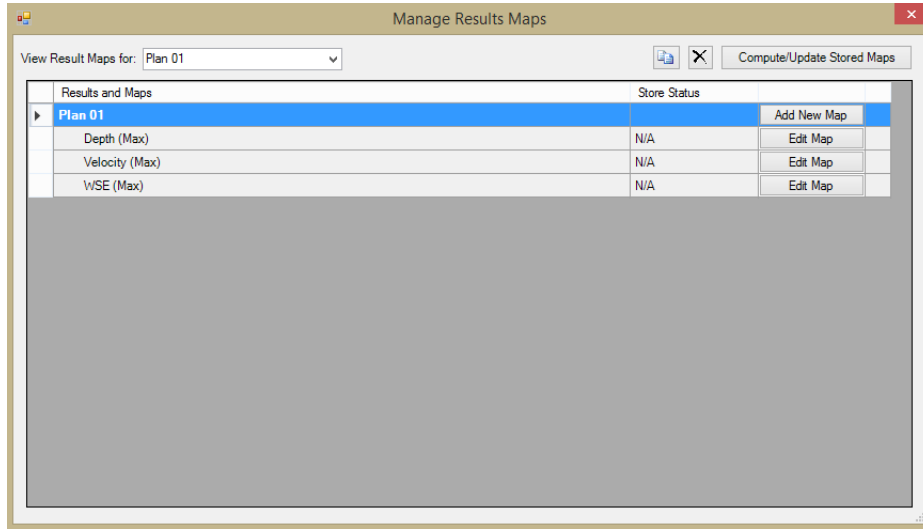 Manage Results Maps
View Result Maps for: Plan 01
Compute/Update Stored Maps
Results and Maps Store Status
Plan 01 Add New Map
Depth (Max) N/A Edit Map
Velocity (Max) N/A Edit Map
WSE (Max) N/A Edit Map